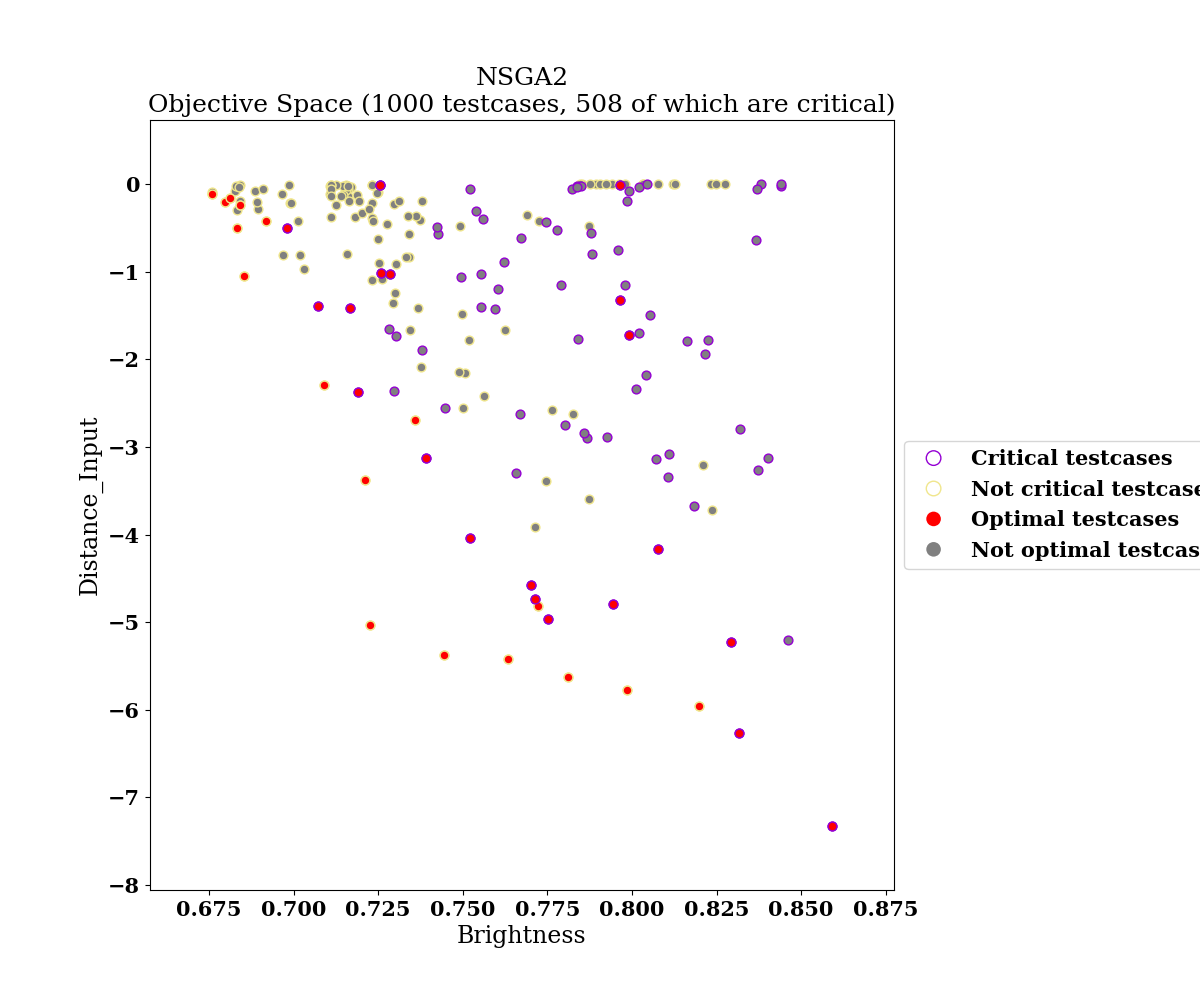 NSGA2
Objective Space (1000 testcases, 508 of which are critical)
0
−1
−2
−3
−4
−5
−6
−7
−8
Distance_Input
0.675 0.700 0.725 0.750 0.775 0.800 0.825 0.850 0.875
Brightness
Critical testcases
Not critical testcase
Optimal testcases
Not optimal testcas